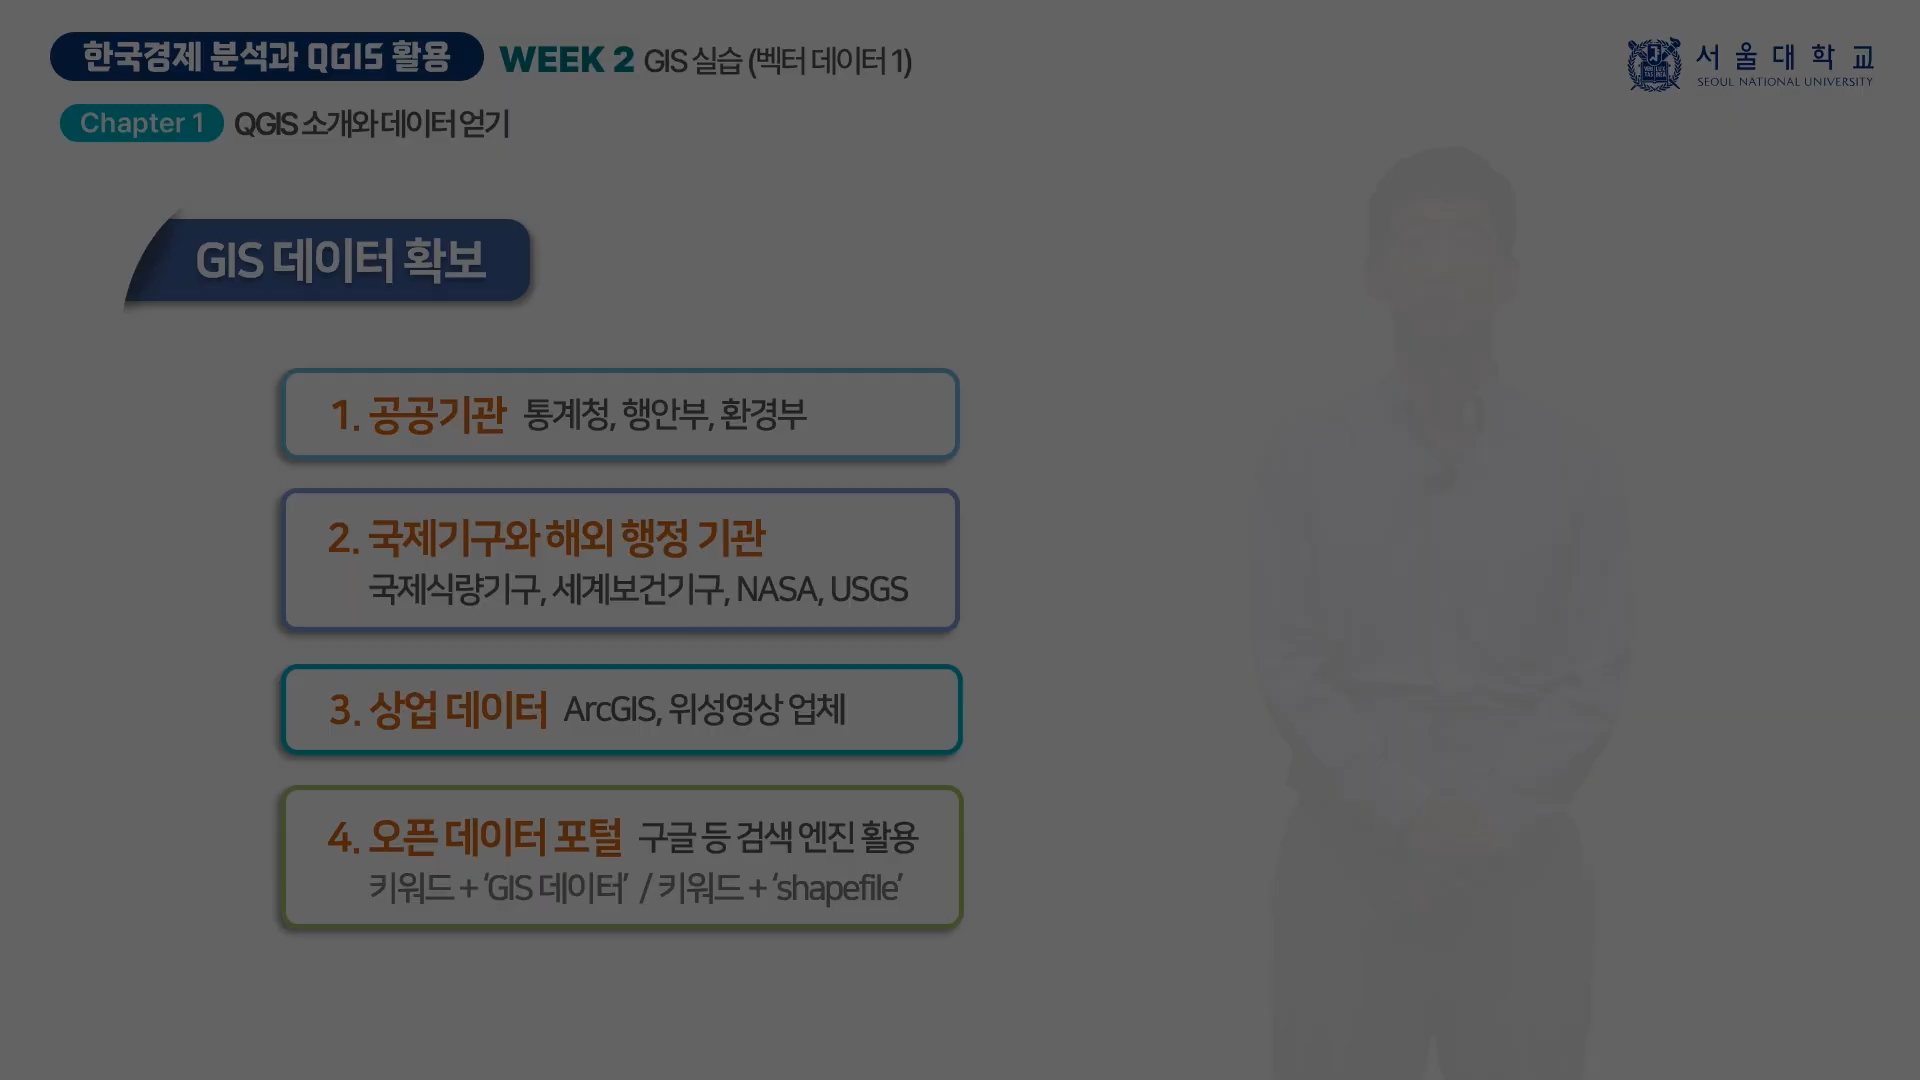 한국경제 분석과 QGIS 활용 WEEK 2 GIS 실습 (벡터 데이터 1)
서울대학교
SEOUL NATIONAL UNIVERSITY
Chapter 1 QGIS 소개와 데이터 얻기
GIS 데이터 확보
1. 공공기관 통계청, 행안부, 환경부
2. 국제기구와 해외 행정 기관
국제식량기구, 세계보건기구, NASA, USGS
3. 상업 데이터 ArcGIS, 위성영상 업체
4. 오픈 데이터 포털 구글 등 검색 엔진 활용
키워드 + ‘GIS 데이터’ / 키워드 + ‘shapefile’